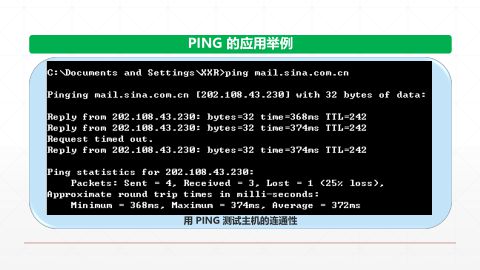 PING 的应用举例
C:\Documents and Settings\XXR>ping mail.sina.com.cn
Pinging mail.sina.com.cn [202.108.43.230] with 32 bytes of data:
Reply from 202.108.43.230: bytes=32 time=368ms TTL=242
Reply from 202.108.43.230: bytes=32 time=374ms TTL=242
Request timed out.
Reply from 202.108.43.230: bytes=32 time=374ms TTL=242
Ping statistics for 202.108.43.230:
Packets: Sent = 4, Received = 3, Lost = 1 (25% loss),
Approximate round trip times in milli-seconds:
Minimum = 368ms, Maximum = 374ms, Average = 372ms
用 PING 测试主机的连通性